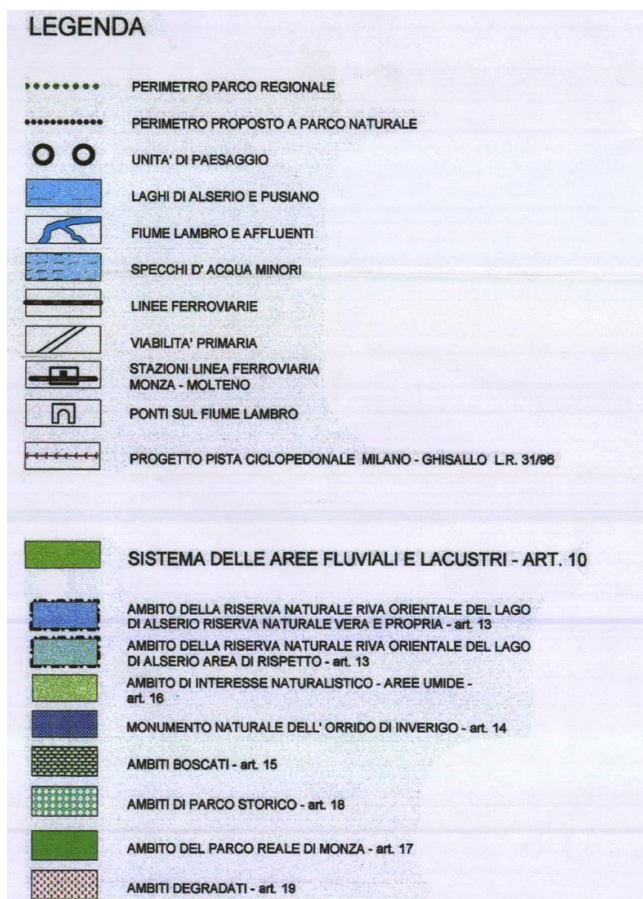 LEGENDA
PERIMETRO PARCO REGIONALE
PERIMETRO PROPOSTO A PARCO NATURALE
UNITA' DI PAESAGGIO
LAGHI DI ALSERIO E PUSIANO
FIUME LAMBRO E AFFLUENTI
SPECCHI D' ACQUA MINORI
LINEE FERROVIARIE
VIABILITA' PRIMARIA
STAZIONI LINEA FERROVIARIA
MONZA - MOLTENO
PONTI SUL FIUME LAMBRO
PROGETTO PISTA CICLOPEDONALE MILANO - GHISALLO L.R. 31/96
SISTEMA DELLE AREE FLUVIALI E LACUSTRI - ART. 10
AMBITO DELLA RISERVA NATURALE RIVA ORIENTALE DEL LAGO
DI ALSERIO RISERVA NATURALE VERA E PROPRIA - art. 13
AMBITO DELLA RISERVA NATURALE RIVA ORIENTALE DEL LAGO
DI ALSERIO AREA DI RISPETTO - art. 13
AMBITO DI INTERESSE NATURALISTICO - AREE UMIDE -
art. 16
MONUMENTO NATURALE DELL' ORRIDO DI INVERIGO - art. 14
AMBITI BOSCATI - art. 15
AMBITI DI PARCO STORICO - art. 18
AMBITO DEL PARCO REALE DI MONZA - art. 17
AMBITI DEGRADATI - art. 19